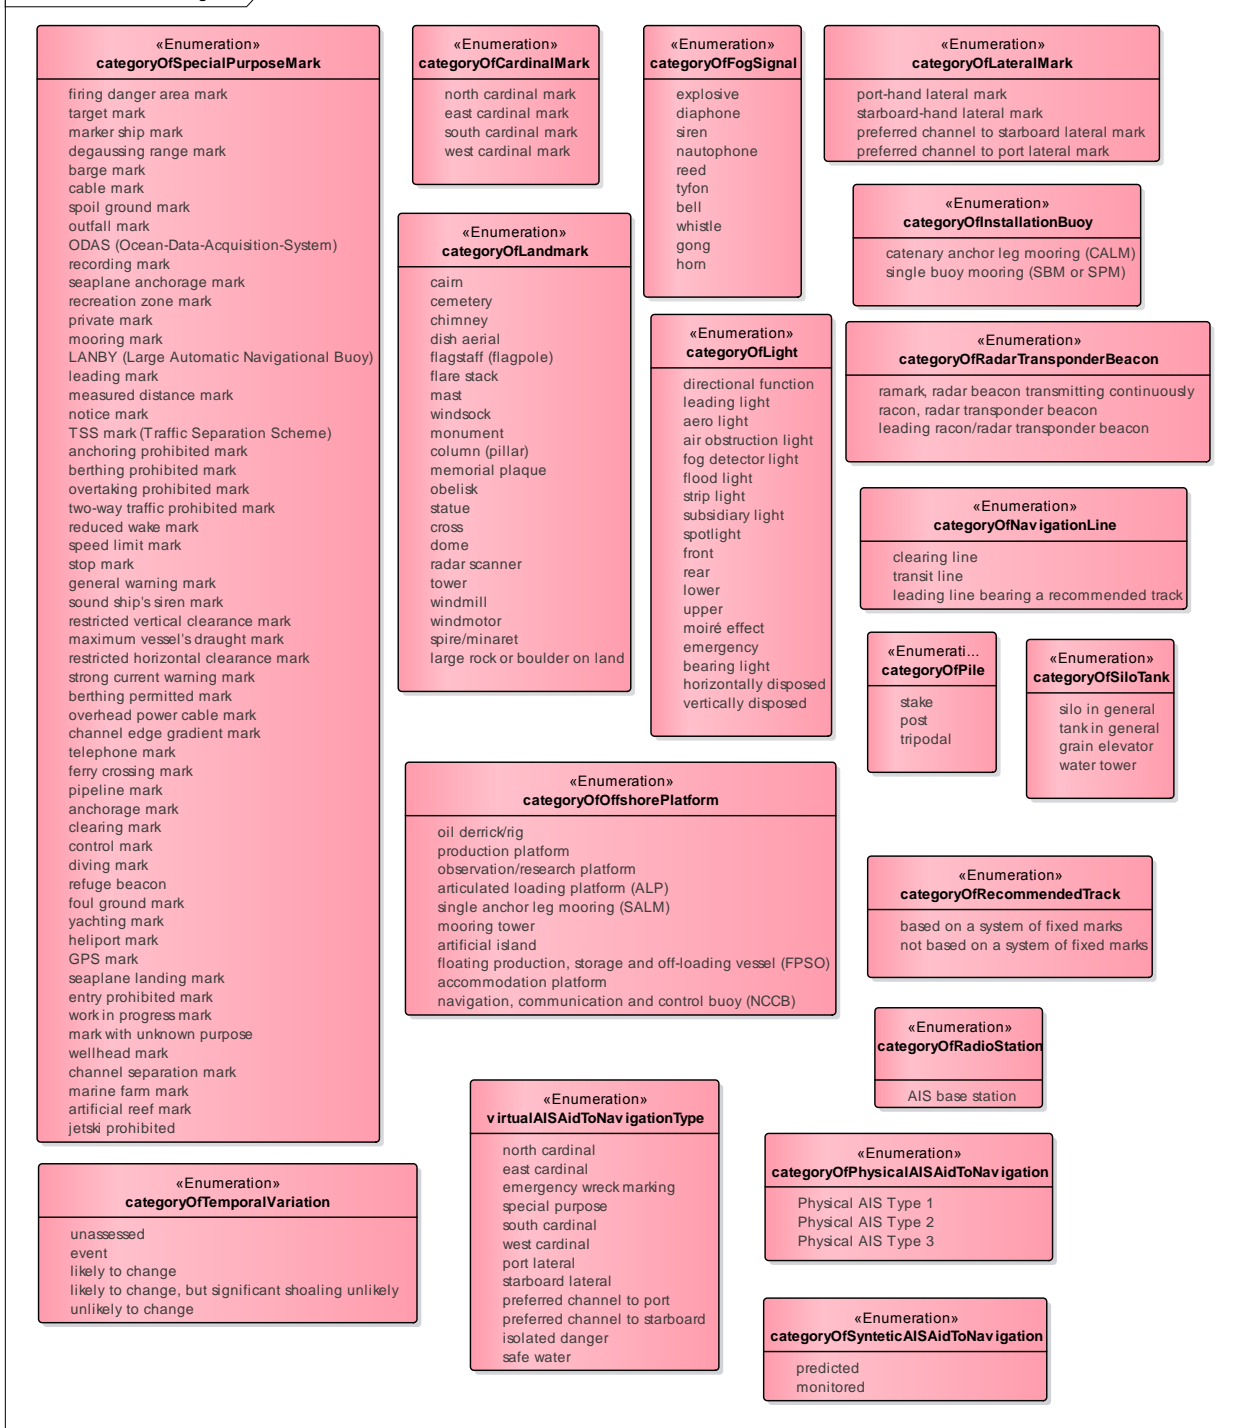 «Enumeration»
categoryOfSpecialPurposeMark
firing danger area mark
target mark
marker ship mark
degaussing range mark
barge mark
cable mark
spoil ground mark
outfall mark
ODAS (Ocean-Data-Acquisition-System)
recording mark
seaplane anchorage mark
recreation zone mark
private mark
mooring mark
LANBY (Large Automatic Navigational Buoy)
leading mark
measured distance mark
notice mark
TSS mark (Traffic Separation Scheme)
anchoring prohibited mark
berthing prohibited mark
overtaking prohibited mark
two-way traffic prohibited mark
reduced wake mark
speed limit mark
stop mark
general warning mark
sound ship's siren mark
restricted vertical clearance mark
maximum vessel's draught mark
restricted horizontal clearance mark
strong current warning mark
berthing permitted mark
overhead power cable mark
channel edge gradient mark
telephone mark
ferry crossing mark
pipeline mark
anchorage mark
clearing mark
control mark
diving mark
refuge beacon
foul ground mark
yachting mark
heliport mark
GPS mark
seaplane landing mark
entry prohibited mark
work in progress mark
mark with unknown purpose
wellhead mark
channel separation mark
marine farm mark
artificial reef mark
jetski prohibited
«Enumeration»
categoryOfTemporalVariation
unassessed
event
likely to change
likely to change, but significant shoaling unlikely
unlikely to change
«Enumeration»
categoryOfCardinalMark
north cardinal mark
east cardinal mark
south cardinal mark
west cardinal mark
«Enumeration»
categoryOfLandmark
cairn
cemetery
chimney
dish aerial
flagstaff (flagpole)
flare stack
mast
windsock
monument
column (pillar)
memorial plaque
obelisk
statue
cross
dome
radar scanner
tower
windmill
windmotor
spire/minaret
large rock or boulder on land
«Enumeration»
categoryOfFogSignal
explosive
diaphone
siren
nautophone
reed
tyfon
bell
whistle
gong
horn
«Enumeration»
categoryOfLight
directional function
leading light
aero light
air obstruction light
fog detector light
flood light
strip light
subsidiary light
spotlight
front
rear
lower
upper
moiré effect
emergency
bearing light
horizontally disposed
vertically disposed
«Enumeration»
categoryOfOffshorePlatform
oil derrick/rig
production platform
observation/research platform
articulated loading platform (ALP)
single anchor leg mooring (SALM)
mooring tower
artificial island
floating production, storage and off-loading vessel (FPSO)
accommodation platform
navigation, communication and control buoy (NCCB)
«Enumeration»
virtualAISAidToNavigationType
north cardinal
east cardinal
emergency wreck marking
special purpose
south cardinal
west cardinal
port lateral
starboard lateral
preferred channel to port
preferred channel to starboard
isolated danger
safe water
«Enumeration»
categoryOfLateralMark
port-hand lateral mark
starboard-hand lateral mark
preferred channel to starboard lateral mark
preferred channel to port lateral mark
«Enumeration»
categoryOfInstallationBuoy
catenary anchor leg mooring (CALM)
single buoy mooring (SBM or SPM)
«Enumeration»
categoryOfRadarTransponderBeacon
ramark, radar beacon transmitting continuously
racon, radar transponder beacon
leading racon/radar transponder beacon
«Enumeration»
categoryOfNavigationLine
clearing line
transit line
leading line bearing a recommended track
«Enumerati...
categoryOfPile
stake
post
tripodal
«Enumeration»
categoryOfSiloTank
silo in general
tank in general
grain elevator
water tower
«Enumeration»
categoryOfRecommendedTrack
based on a system of fixed marks
not based on a system of fixed marks
«Enumeration»
categoryOfRadioStation
AIS base station
«Enumeration»
categoryOfPhysicalAISAidToNavigation
Physical AIS Type 1
Physical AIS Type 2
Physical AIS Type 3
«Enumeration»
categoryOfSynteticAISAidToNavigation
predicted
monitored